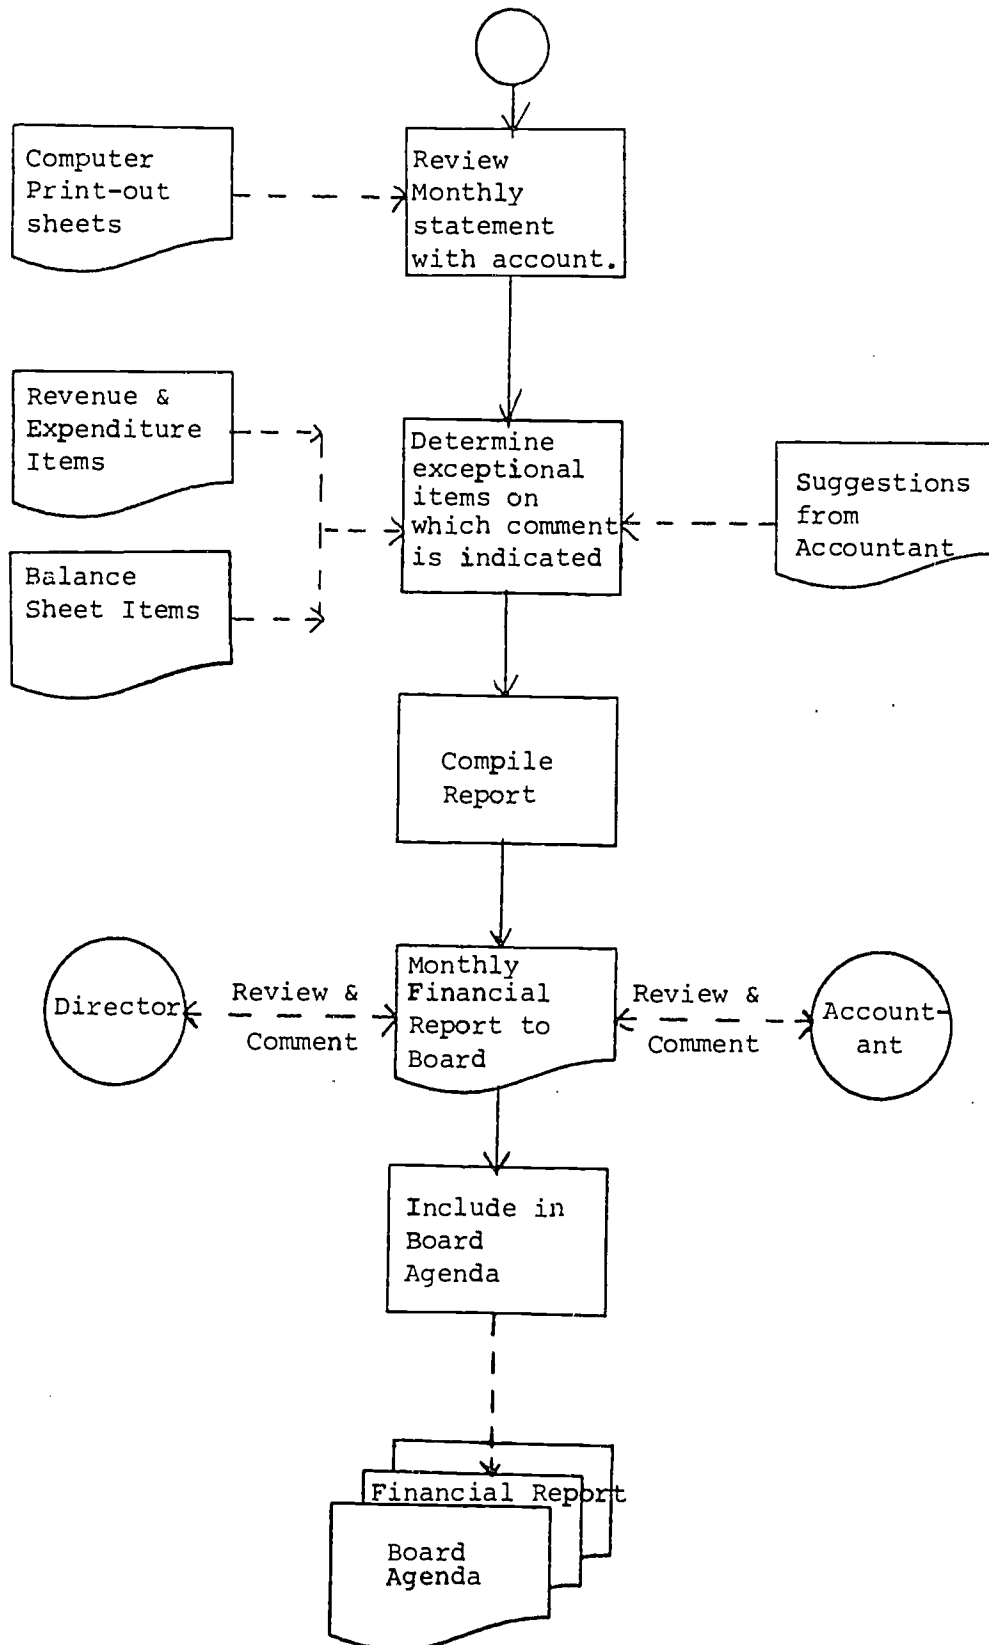 Computer
Print-out
sheets
Review
Monthly
statement
with account.
Revenue &
Expenditure
Items
Determine
exceptional
items on
which comment
is indicated
Suggestions
from
Accountant
Balance
Sheet Items
Compile
Report
Director
Review &
Comment
Monthly
Financial
Report to
Board
Review &
Comment
Account-
ant
Include in
Board
Agenda
Financial Report
Board
Agenda